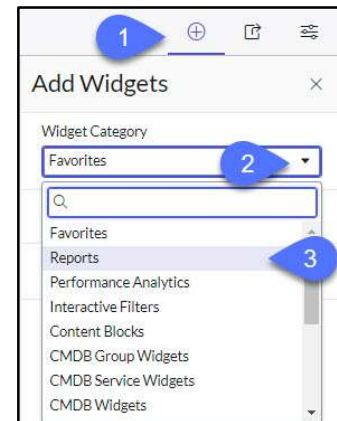 1
Add Widgets
Widget Category
Favorites
2
Favorites
Reports
3
Performance Analytics
Interactive Filters
Content Blocks
CMDB Group Widgets
CMDB Service Widgets
CMDB Widgets